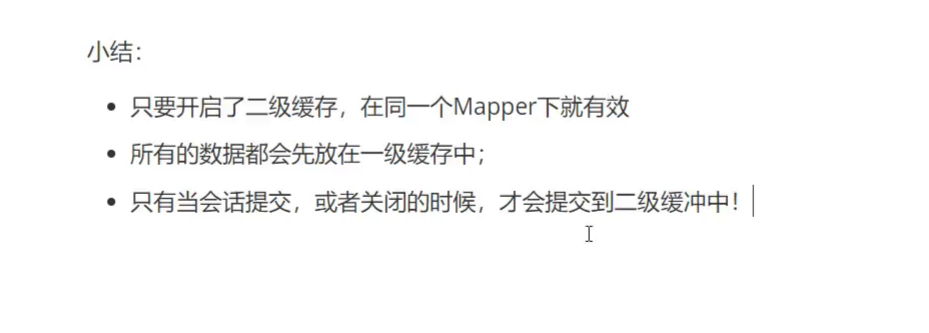 小结：
只要开启了二级缓存，在同一个Mapper下就有效
所有的数据都会先放在一级缓存中；
只有当会话提交，或者关闭的时候，才会提交到二级缓冲中！